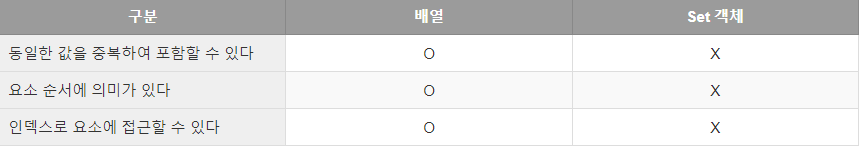 구분 배열 Set 객체
동일한 값을 중복하여 포함할 수 있다 O X
요소 순서에 의미가 있다 O X
인덱스로 요소에 접근할 수 있다 O X